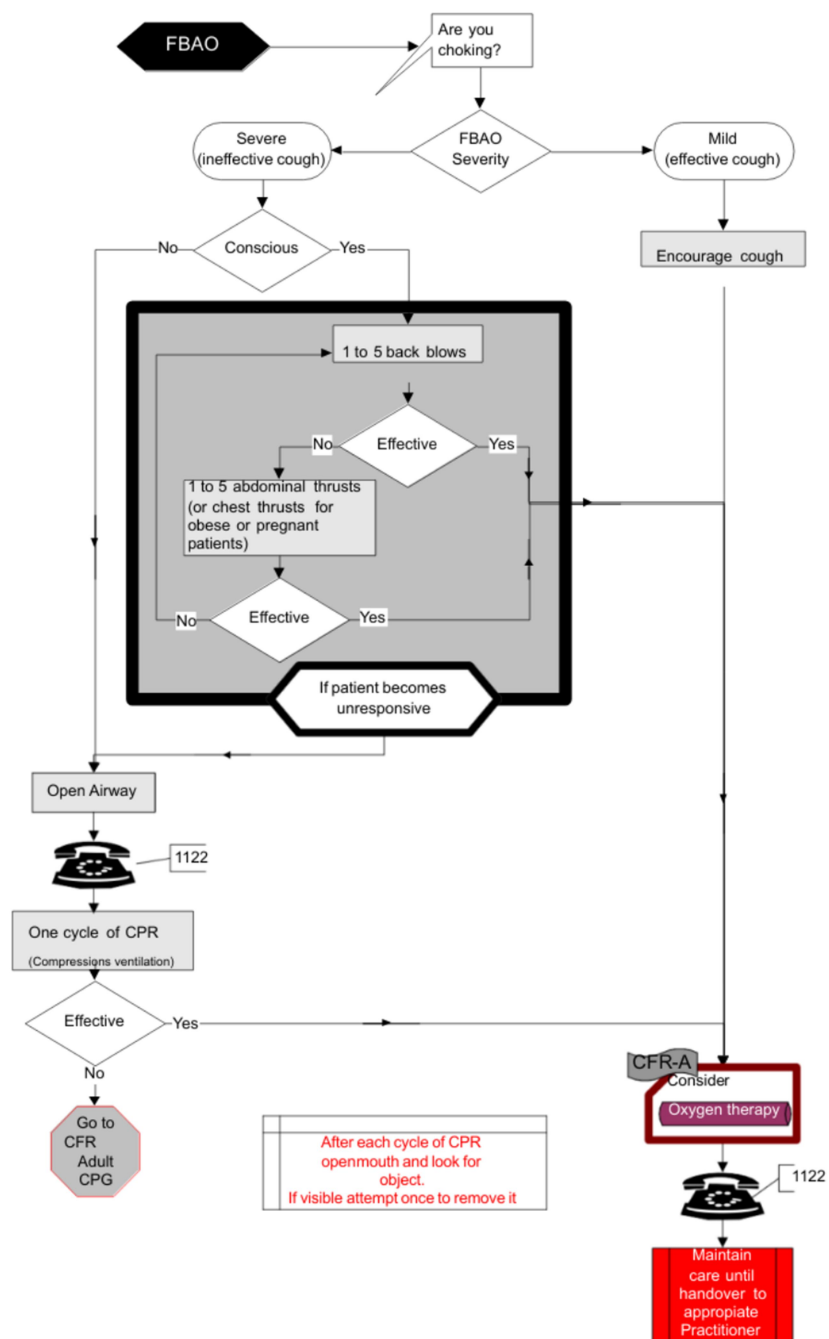 FBAO
Are you
choking?
Severe
(ineffective cough)
FBAO
Severity
Mild
(effective cough)
No
Conscious
Yes
Encourage cough
1 to 5 back blows
No
Effective
Yes
1 to 5 abdominal thrusts
(or chest thrusts for
obese or pregnant
patients)
No
Effective
Yes
If patient becomes
unresponsive
Open Airway
1122
One cycle of CPR
(Compressions ventilation)
Effective
Yes
No
Go to
CFR
Adult
CPG
After each cycle of CPR
openmouth and look for
object.
If visible attempt once to remove it
CFR-A
Consider
Oxygen therapy
1122
Maintain
care until
handover to
appropiate
Practitioner